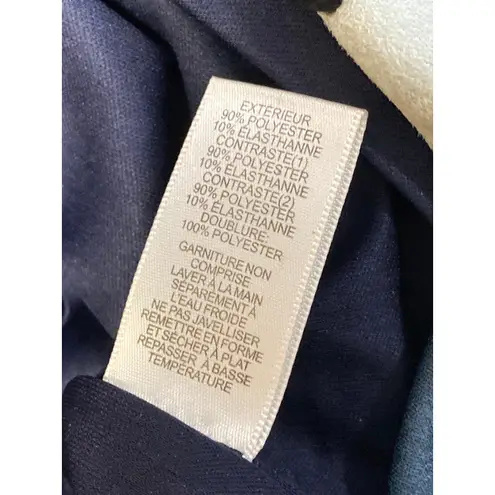 EXTÉRIEUR
90% POLYESTER
10% ÉLASTHANNE
CONTRASTE(1)
90% POLYESTER
10% ÉLASTHANNE
CONTRASTE(2)
90% POLYESTER
10% ÉLASTHANNE
DOUBLURE:
100% POLYESTER
GARNITURE NON
COMPRISE
LAVER À LA MAIN
SÉPARÉMENT À
L'EAU FROIDE
NE PAS JAVELLISER
REMETTRE EN FORME
ET SÉCHER À PLAT
REPASSER À BASSE
TEMPÉRATURE